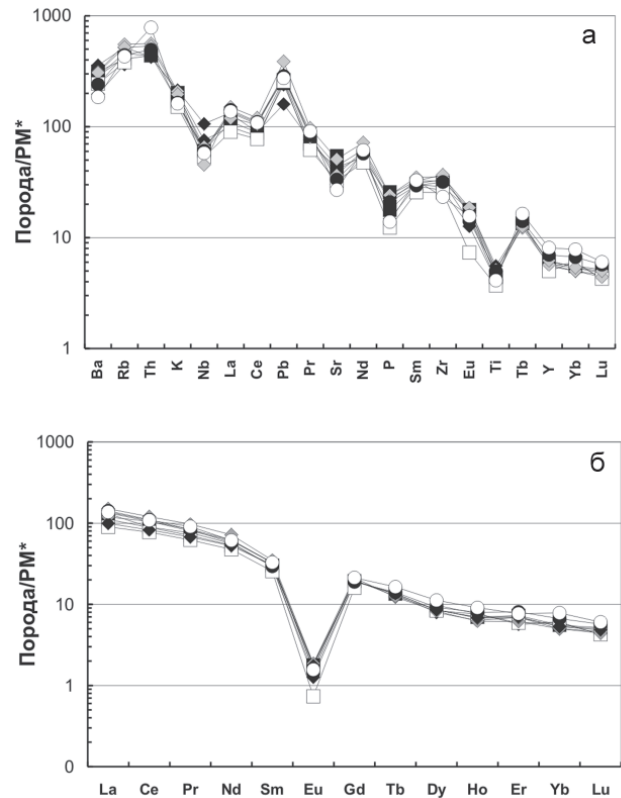 1000
а
100
10
1
Порода/PM*
Ba Rb Th K Nb La Ce Pb Pr Sr Nd P Sm Zr Eu Ti Tb Y Yb Lu
1000
б
100
10
1
0
Порода/PM*
La Ce Pr Nd Sm Eu Gd Tb Dy Ho Er Yb Lu